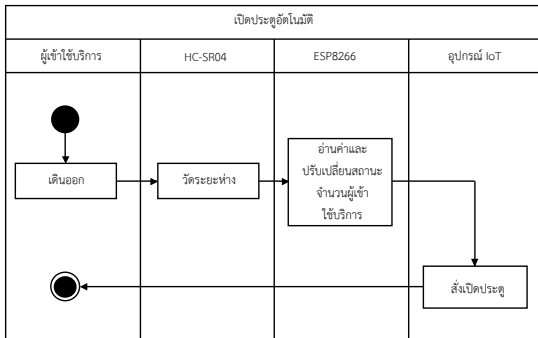 เปิดประตูอัตโนมัติ
ผู้เข้าใช้บริการ
HC-SR04
ESP8266
อุปกรณ์ IoT
เดินออก
วัดระยะห่าง
อ่านค่าและ
ปรับเปลี่ยนสถานะ
จำนวนผู้เข้า
ใช้บริการ
สั่งเปิดประตู